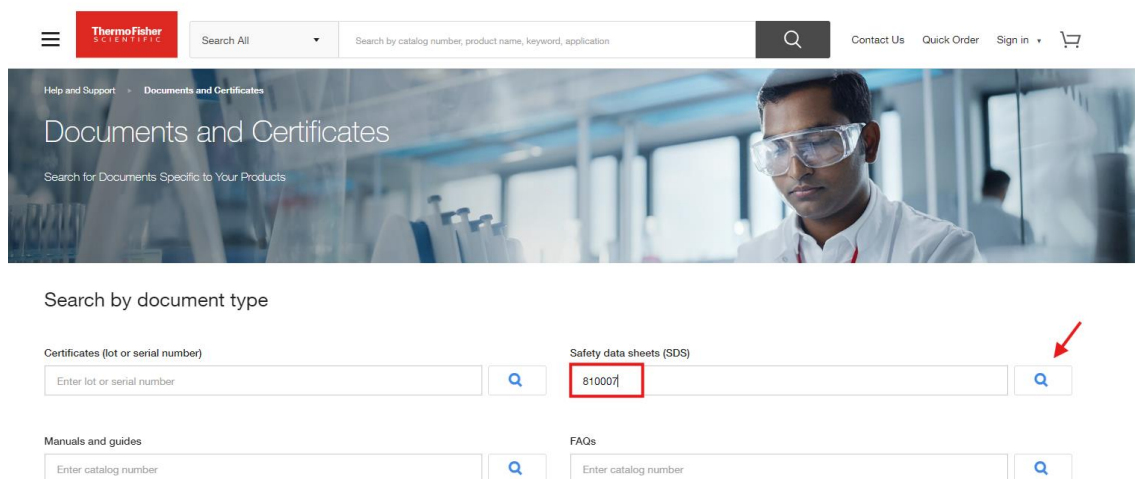 ThermoFisher
SCIENTIFIC
Search All
Search by catalog number, product name, keyword, application
Contact Us
Quick Order
Sign in
Help and Support
Documents and Certificates
Documents and Certificates
Search for Documents Specific to Your Products
Search by document type
Certificates (lot or serial number)
Safety data sheets (SDS)
Enter lot or serial number
810007
Manuals and guides
FAQs
Enter catalog number
Enter catalog number